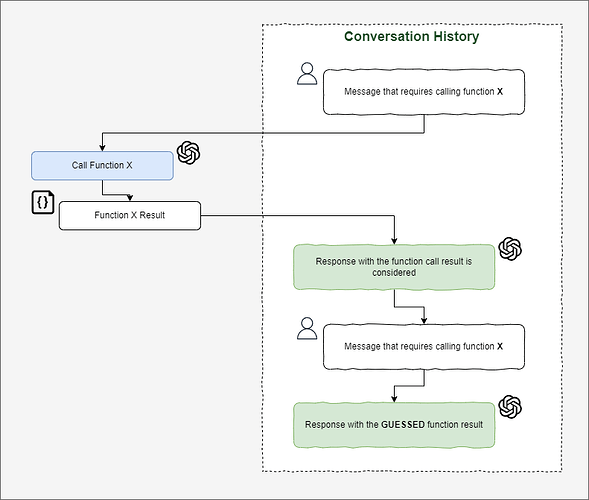 Conversation History
Message that requires calling function X
Call Function X
{}
Function X Result
Response with the function call result is
considered
Message that requires calling function X
Response with the GUESSED function result